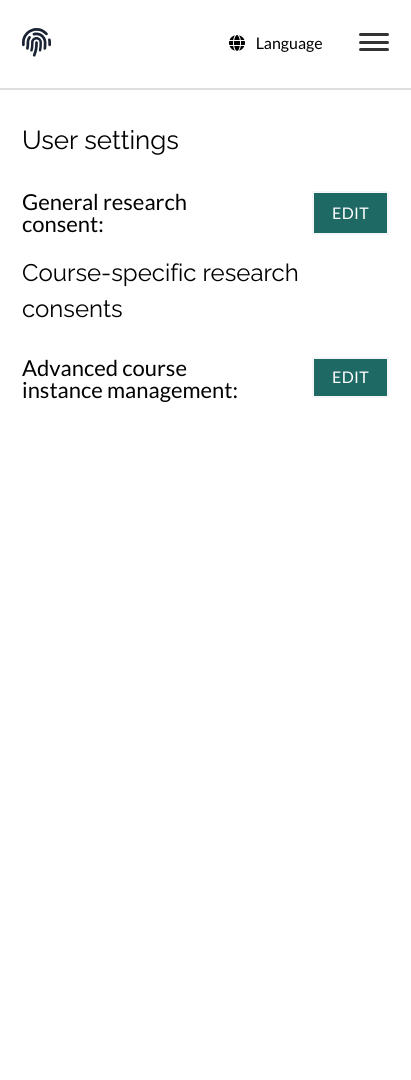 Language
User settings
General research
consent:
EDIT
Course-specific research
consents
Advanced course
instance management:
EDIT